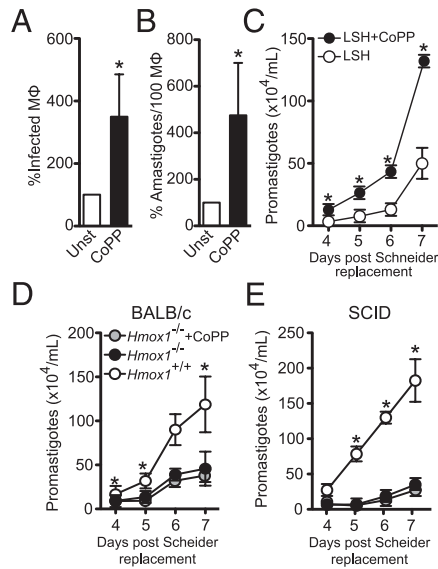 A
%Infected MΦ
400
200
0
*
Unst
CoPP
B
% Amastigotes/100 MΦ
800
600
400
200
0
*
Unst
CoPP
C
LSH+CoPP
LSH
Promastigotes (x10⁴/mL)
150
100
50
0
* * * *
4 5 6 7
Days post Schneider
replacement
D
BALB/c
Hmox1⁻/⁻+CoPP
Hmox1⁻/⁻
Hmox1⁺/⁺
Promastigotes (x10⁴/mL)
200
150
100
50
0
* * *
4 5 6 7
Days post Scheider
replacement
E
SCID
Promastigotes (x10⁴/mL)
250
200
150
100
50
0
* * *
4 5 6 7
Days post Scheider
replacement